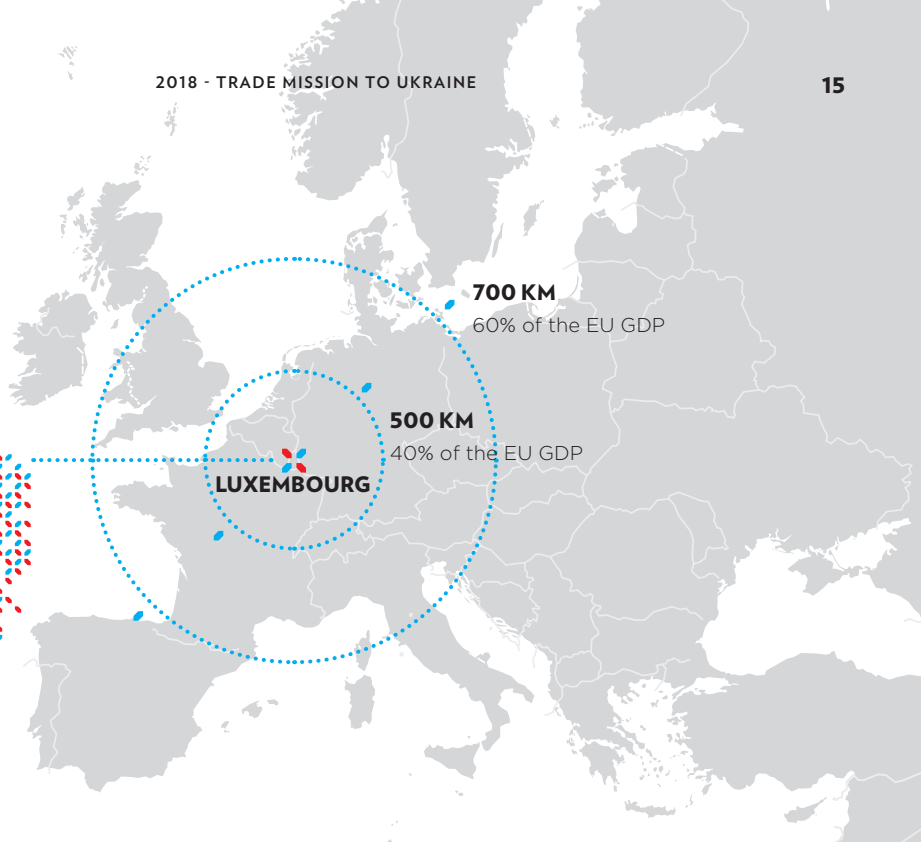 2018 - TRADE MISSION TO UKRAINE
15
700 KM
60% of the EU GDP
500 KM
40% of the EU GDP
LUXEMBOURG